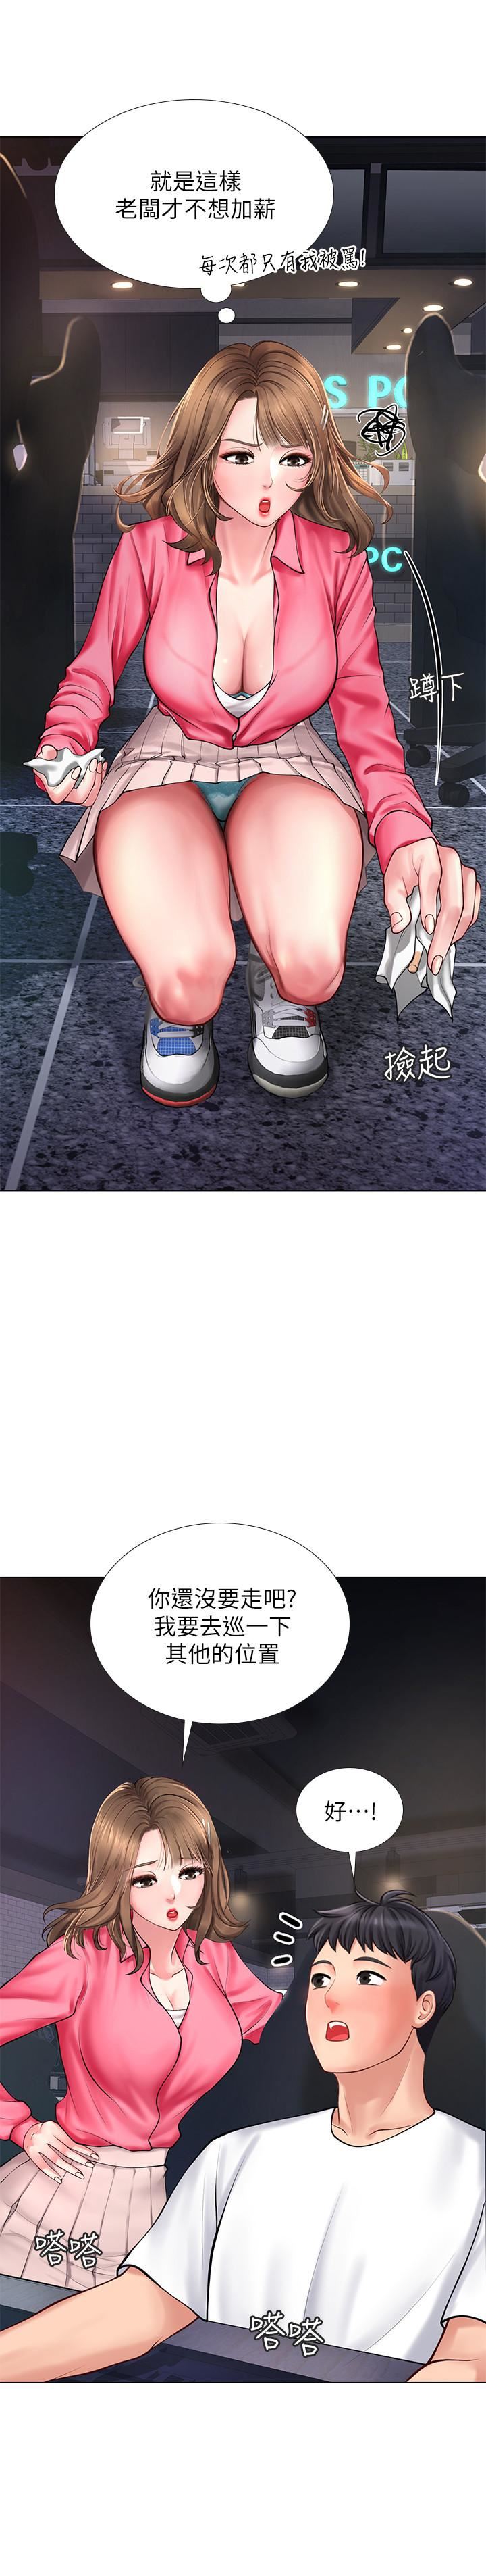 就是這樣
老闆才不想加薪
每次都只有我被罵!
S PC
PC
蹲下
撿起
你還沒要走吧?
我要去巡一下
其他的位置
好…!
嗒嗒
嗒嗒